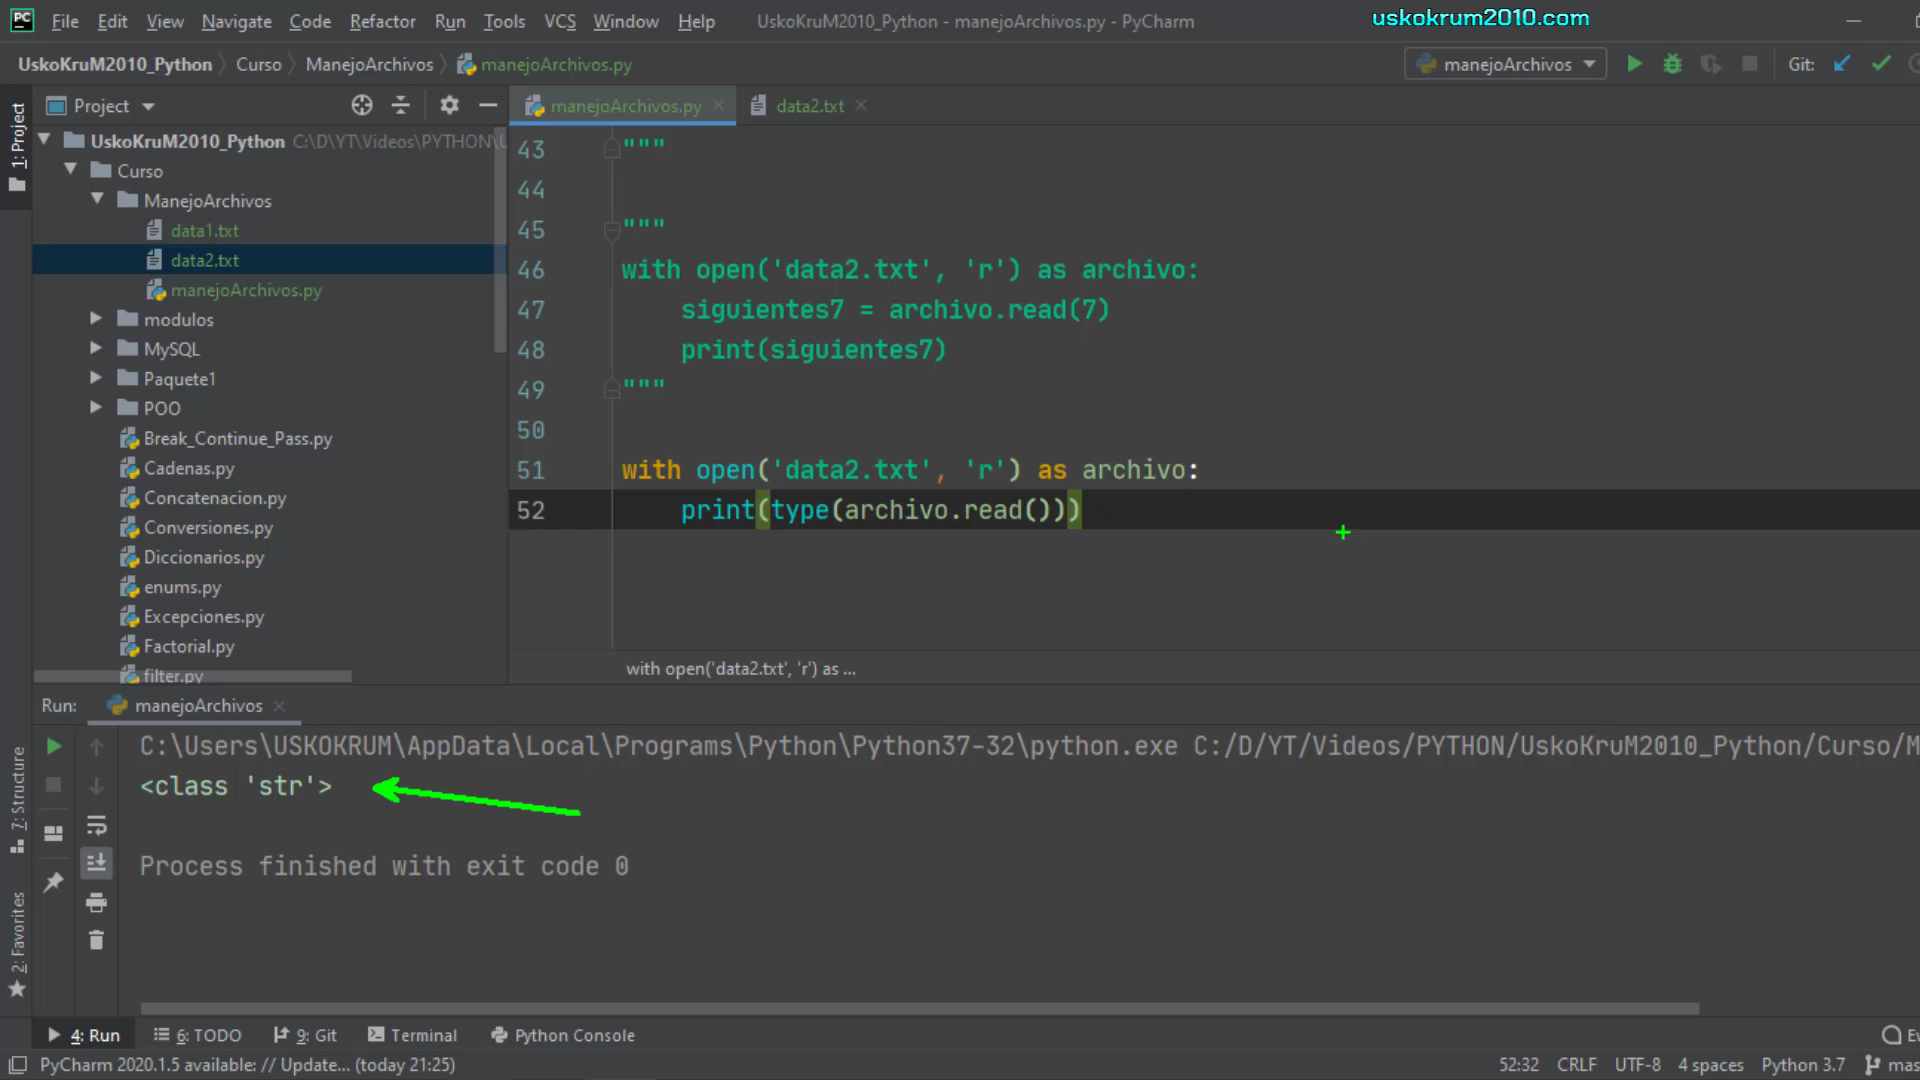 PC File Edit View Navigate Code Refactor Run Tools VCS Window Help UskoKruM2010_Python - manejoArchivos.py - PyCharm uskokrum2010.com
UskoKruM2010_Python Curso ManejoArchivos manejoArchivos.py manejoArchivos Git:
1: Project
Project
manejoArchivos.py data2.txt
UskoKruM2010_Python C:\D\YT\Videos\PYTHON\
Curso
ManejoArchivos
data1.txt
data2.txt
manejoArchivos.py
modulos
MySQL
Paquete1
POO
Break_Continue_Pass.py
Cadenas.py
Concatenacion.py
Conversiones.py
Diccionarios.py
enums.py
Excepciones.py
Factorial.py
filter.py
43 """
44
45 """
46 with open('data2.txt', 'r') as archivo:
47 siguientes7 = archivo.read(7)
48 print(siguientes7)
49 """
50
51 with open('data2.txt', 'r') as archivo:
52 print(type(archivo.read()))
with open('data2.txt', 'r') as ...
Run: manejoArchivos
C:\Users\USKOKRUM\AppData\Local\Programs\Python\Python37-32\python.exe C:/D/YT/Videos/PYTHON/UskoKruM2010_Python/Curso/M
<class 'str'>
Process finished with exit code 0
7: Structure
2: Favorites
4: Run 6: TODO 9: Git Terminal Python Console Ev
PyCharm 2020.1.5 available: // Update... (today 21:25) 52:32 CRLF UTF-8 4 spaces Python 3.7 mas